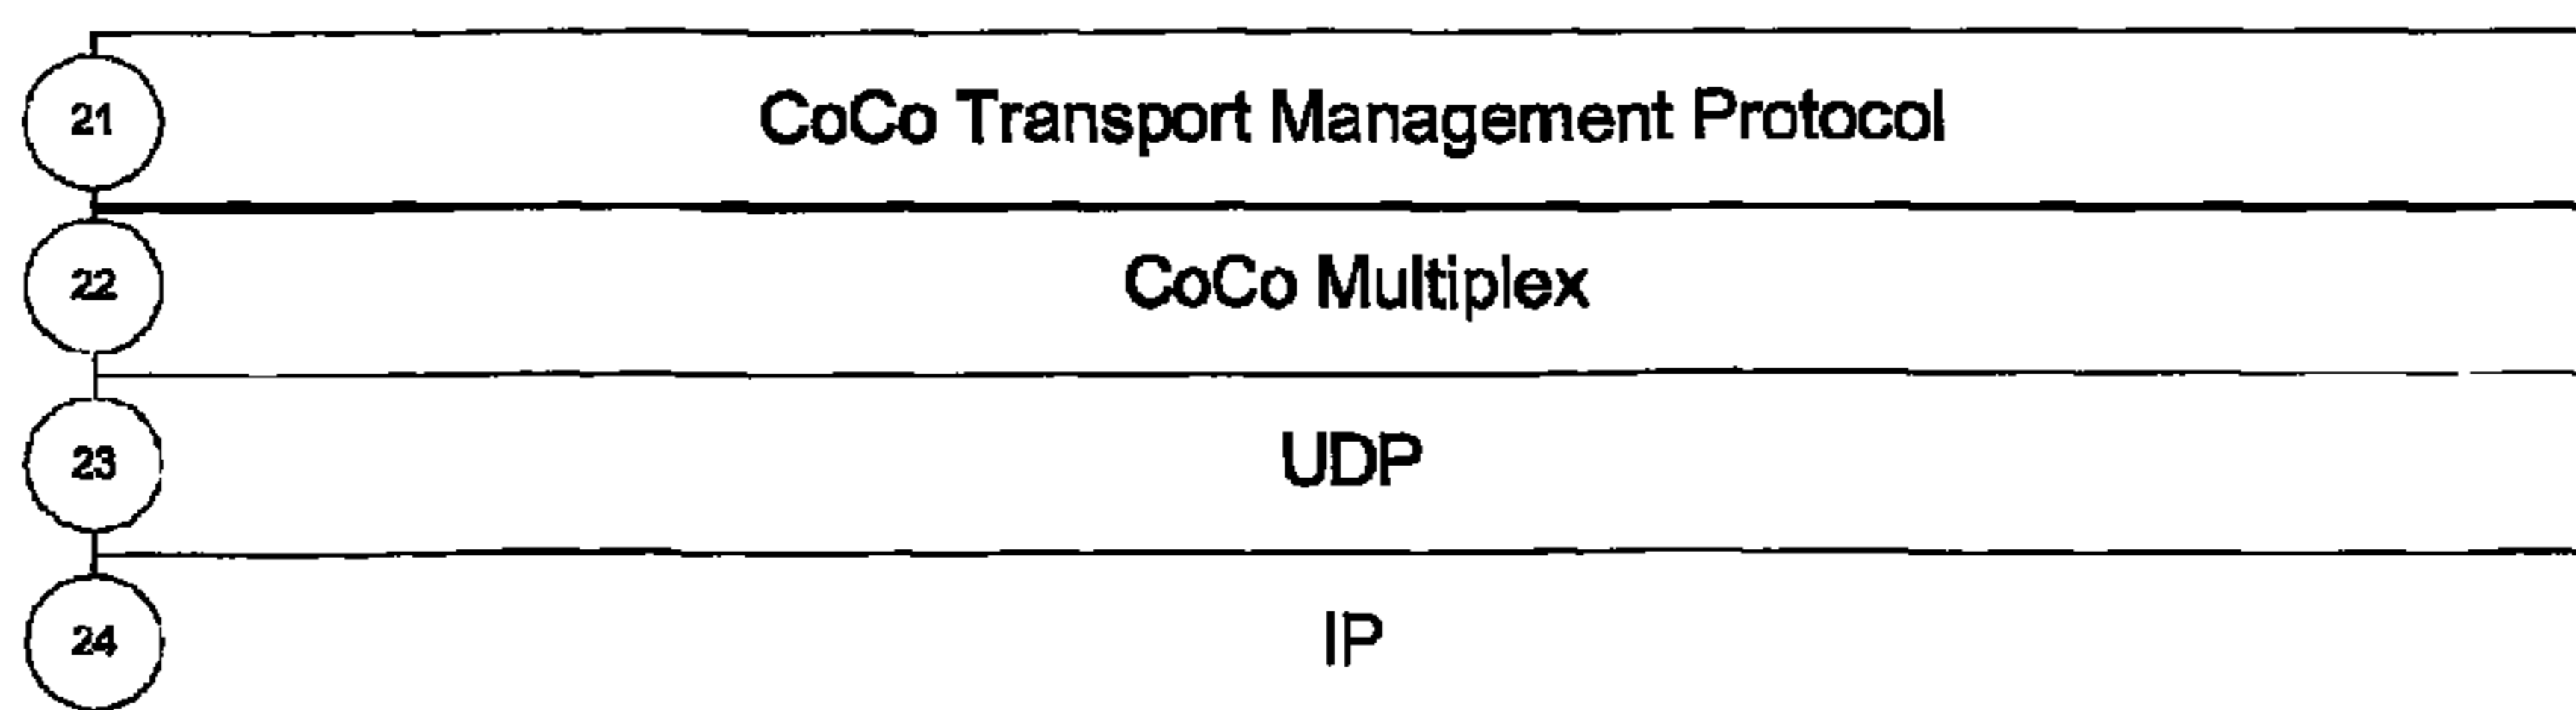 21 CoCo Transport Management Protocol
22 CoCo Multiplex
23 UDP
24 IP